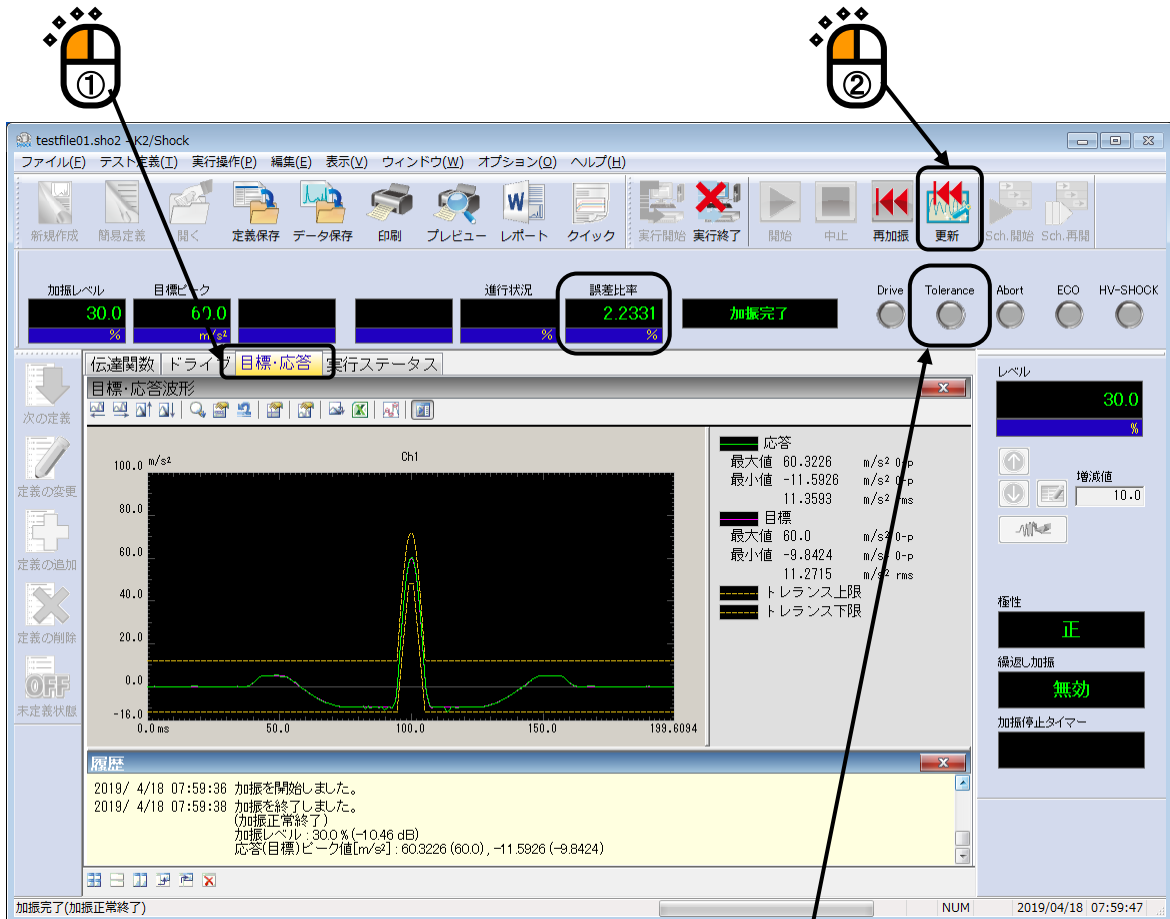 ①
②
testfile01.sho2 - K2/Shock
ファイル(F) テスト定義(T) 実行操作(P) 編集(E) 表示(V) ウィンドウ(W) オプション(O) ヘルプ(H)
新規作成 簡易定義 開く 定義保存 データ保存 印刷 プレビュー レポート クイック 実行開始 実行終了 開始 中止 再加振 更新 Sch.開始 Sch.再開
加振レベル 目標ピーク 進行状況 誤差比率 Drive Tolerance Abort ECO HV-SHOCK
30.0 60.0 2.2331 加振完了
% m/s² % %
伝達関数 ドライブ 目標・応答 実行ステータス
目標・応答波形
次の定義
定義の変更
定義の追加
定義の削除
OFF
未定義状態
Ch1
100.0 m/s²
80.0
60.0
40.0
20.0
0.0
-16.0
0.0 ms 50.0 100.0 150.0 199.6094
応答
最大値 60.3226 m/s² 0-p
最小値 -11.5926 m/s² 0-p
11.3593 m/s² rms
目標
最大値 60.0 m/s² 0-p
最小値 -9.8424 m/s² 0-p
11.2715 m/s² rms
トレランス上限
トレランス下限
レベル
30.0
%
増減値
10.0
極性
正
繰返し加振
無効
加振停止タイマー
履歴
2019/ 4/18 07:59:36 加振を開始しました。
2019/ 4/18 07:59:38 加振を終了しました。
(加振正常終了)
加振レベル : 30.0 % (-10.46 dB)
応答(目標)ピーク値[m/s²] : 60.3226 (60.0) , -11.5926 (-9.8424)
加振完了(加振正常終了) NUM 2019/04/18 07:59:47